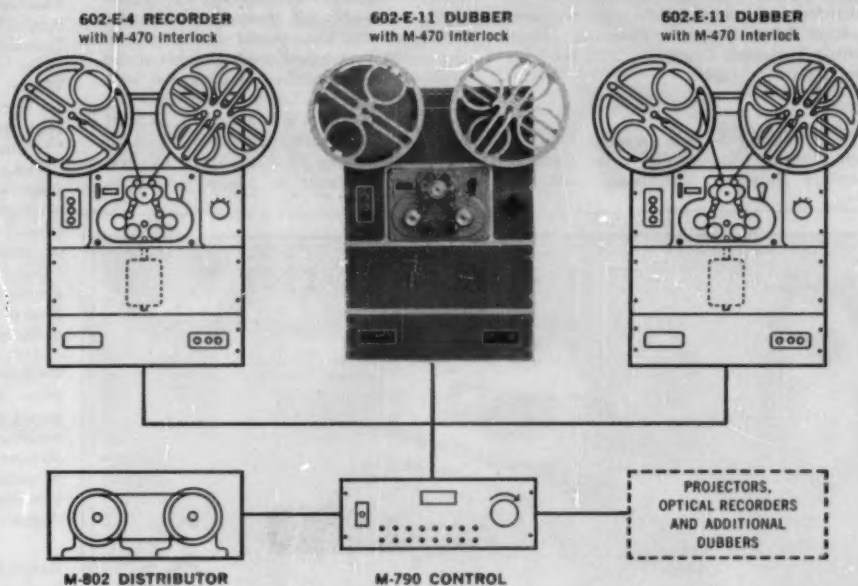 602-E-4 RECORDER
with M-470 Interlock
602-E-11 DUBBER
with M-470 Interlock
602-E-11 DUBBER
with M-470 Interlock
M-802 DISTRIBUTOR
M-790 CONTROL
PROJECTORS,
OPTICAL RECORDERS
AND ADDITIONAL
DUBBERS